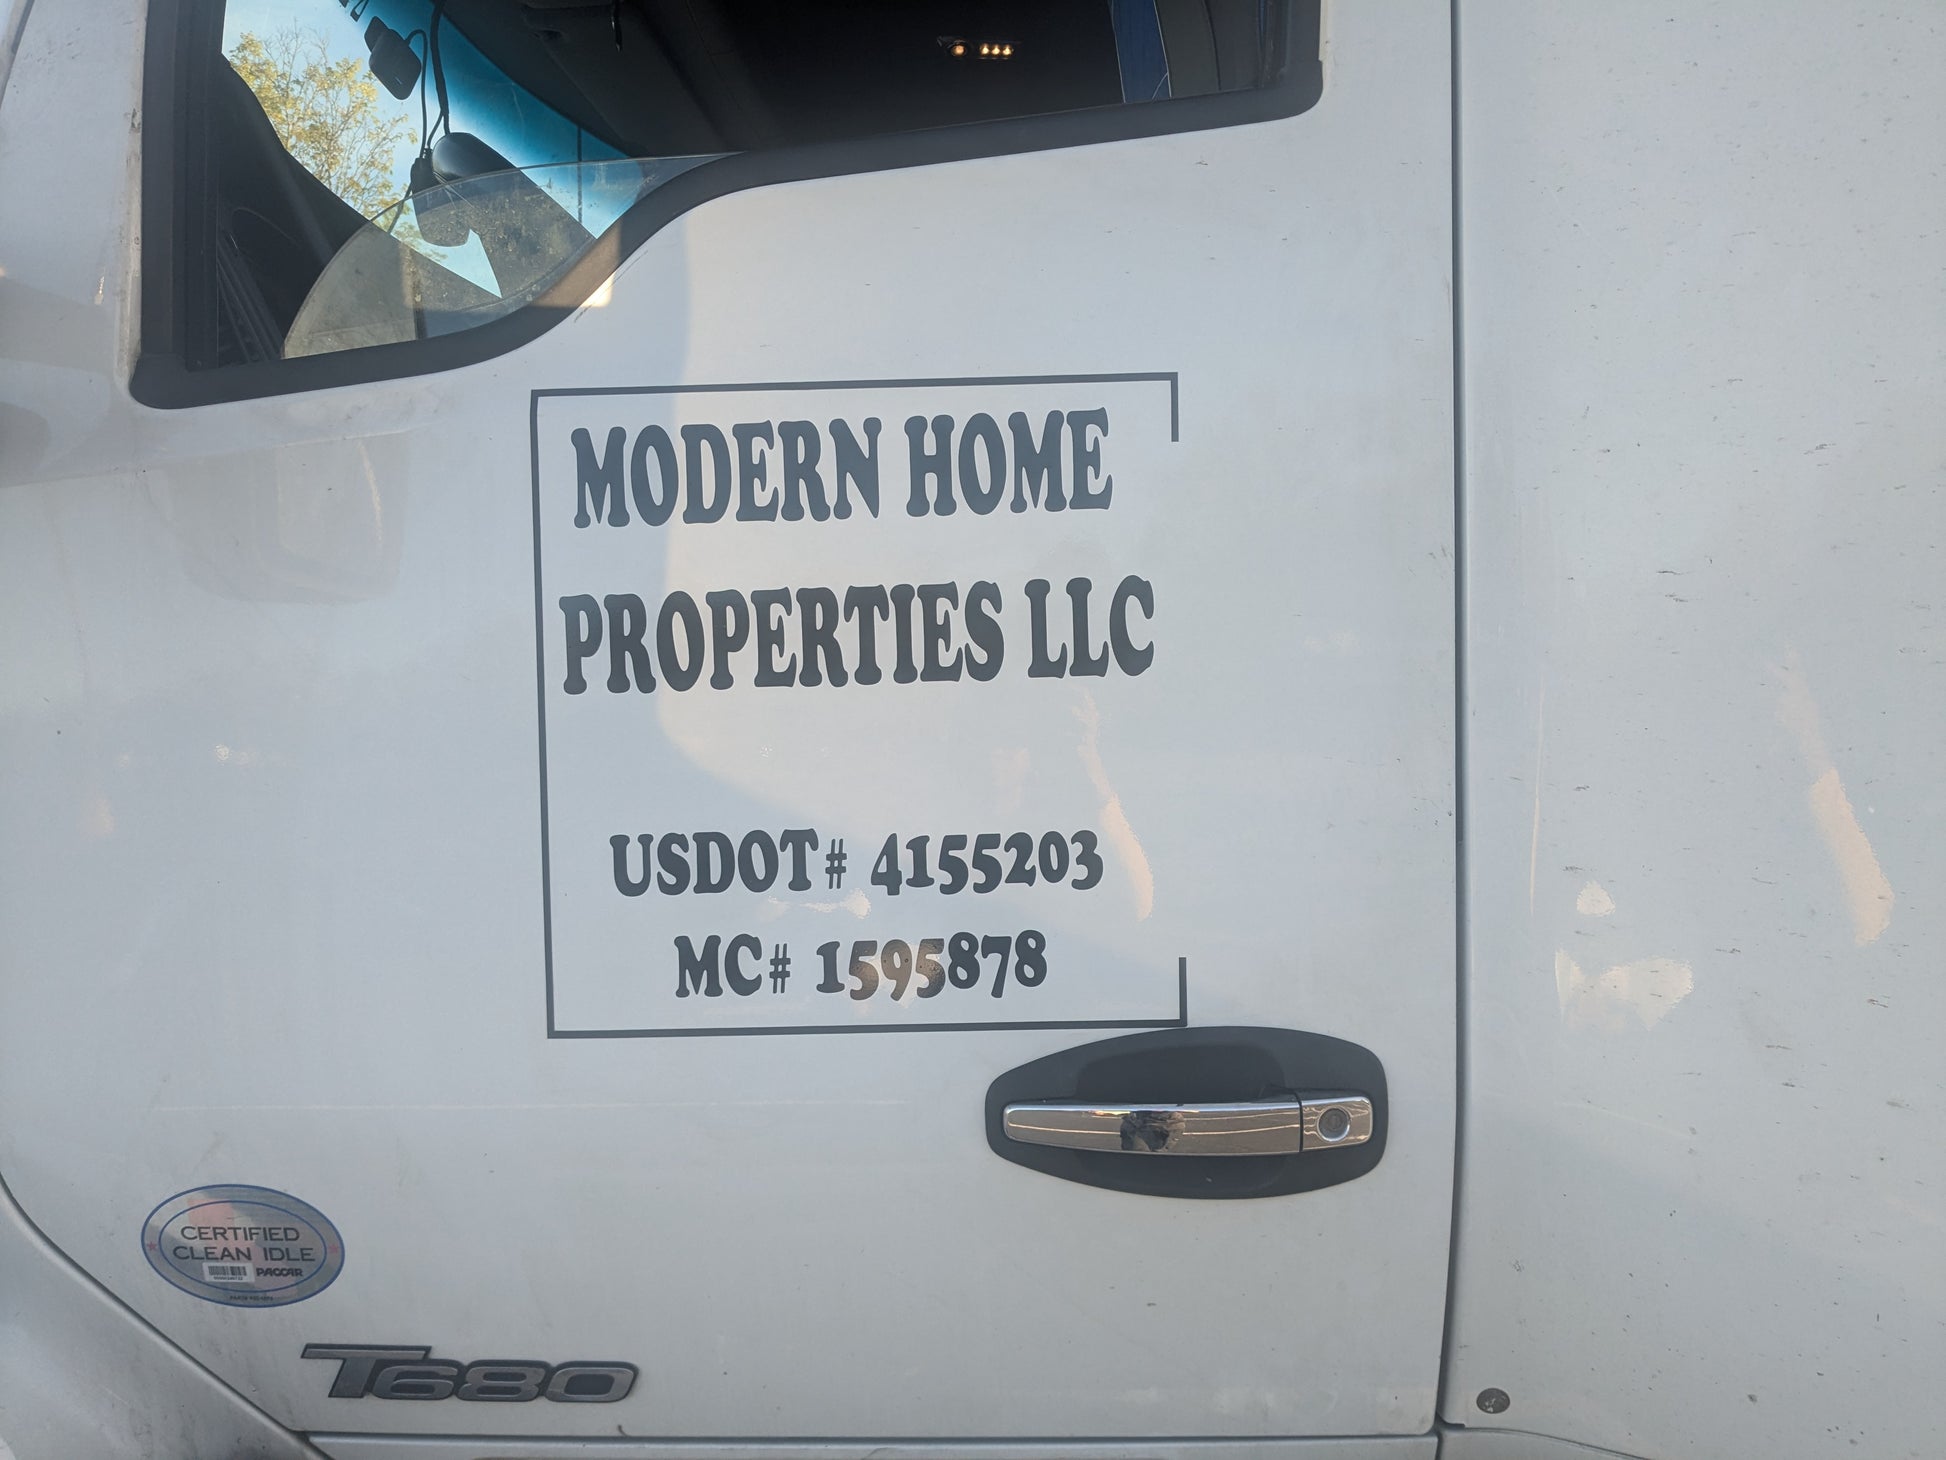 MODERN HOME
PROPERTIES LLC
USDOT# 4155203
MC# 1595878
CERTIFIED
CLEAN IDLE
PACCAR
T680